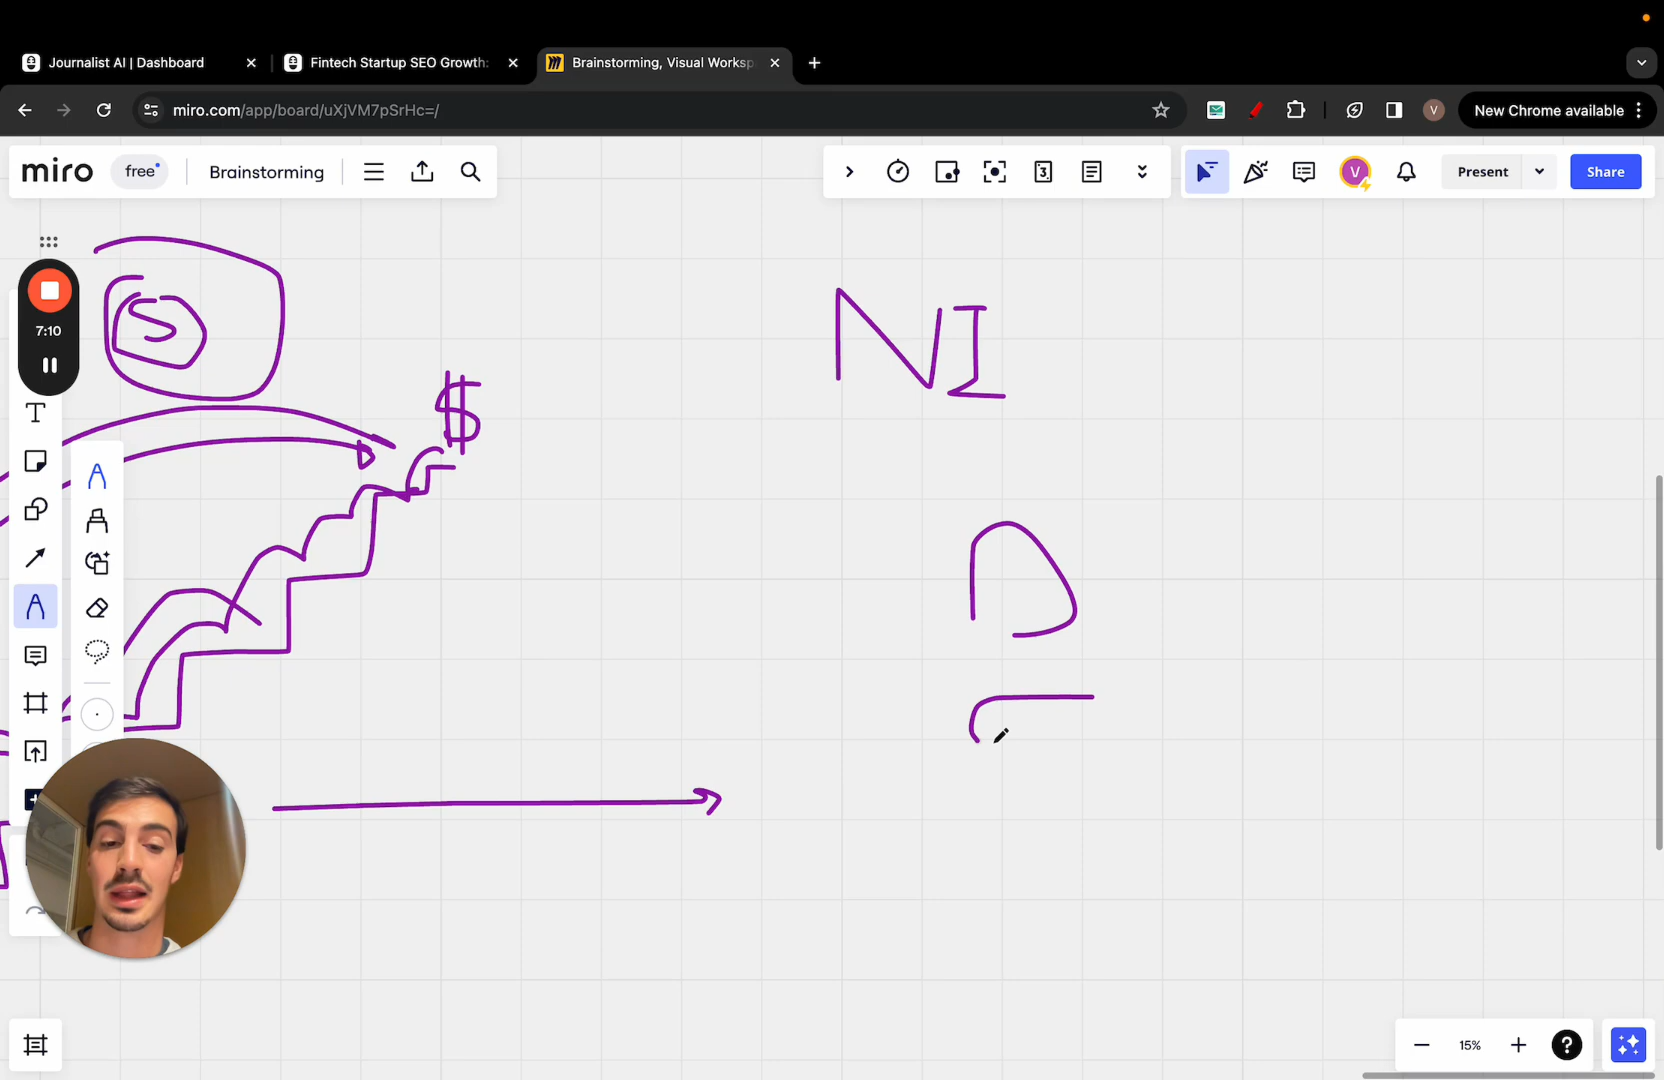 Journalist AI | Dashboard
Fintech Startup SEO Growth:
Brainstorming, Visual Worksp
miro.com/app/board/uXjVM7pSrHc=/
V
New Chrome available
miro
free
Brainstorming
3
V
Present
Share
S
NI
7:10
$
T
D
15%
?